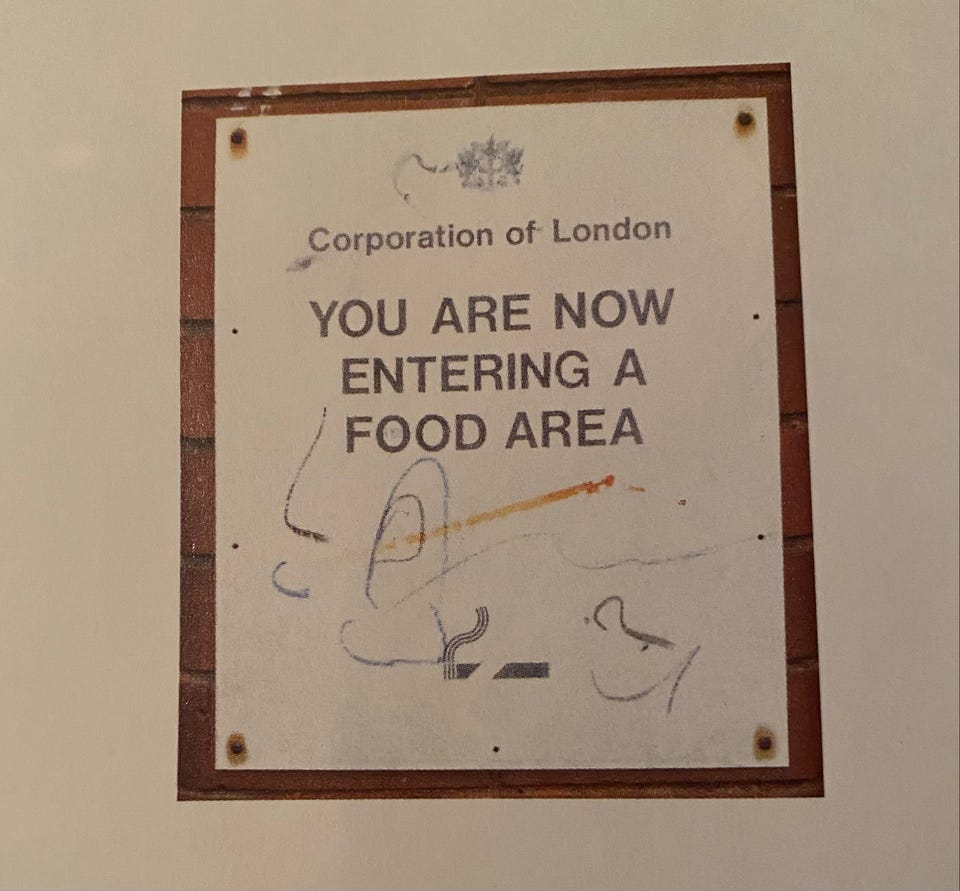 Corporation of London
YOU ARE NOW
ENTERING A
FOOD AREA